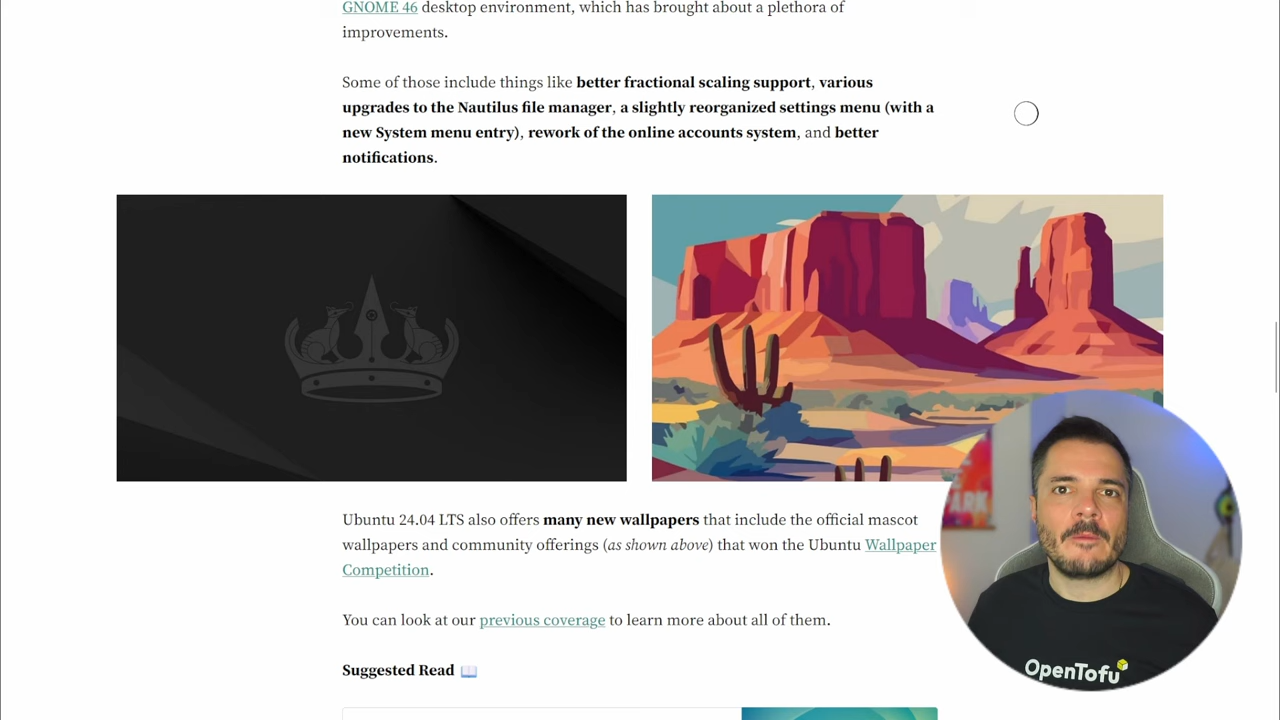 GNOME 46 desktop environment, which has brought about a plethora of
improvements.
Some of those include things like better fractional scaling support, various
upgrades to the Nautilus file manager, a slightly reorganized settings menu (with a
new System menu entry), rework of the online accounts system, and better
notifications.
Ubuntu 24.04 LTS also offers many new wallpapers that include the official mascot
wallpapers and community offerings (as shown above) that won the Ubuntu Wallpaper
Competition.
You can look at our previous coverage to learn more about all of them.
Suggested Read 📖
OpenTofu